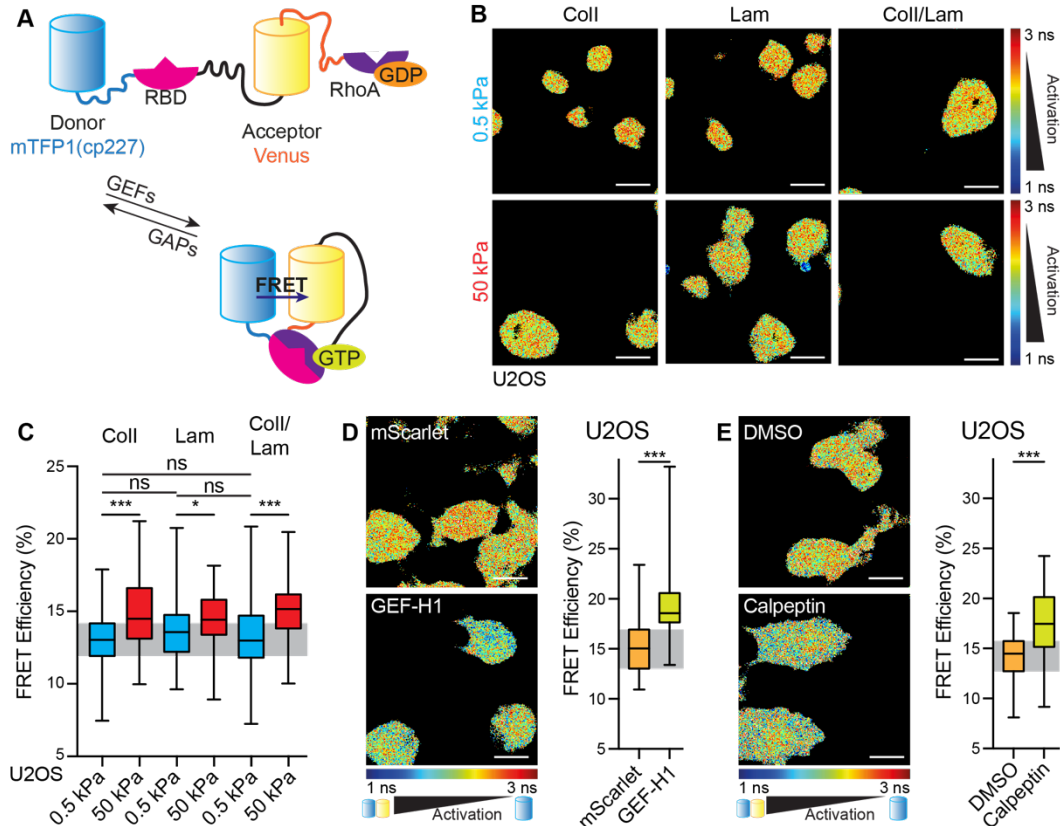 A
RBD
GDP
RhoA
Donor
mTFP1(cp227)
Acceptor
Venus
GEFs
GAPs
FRET
GTP
B
Coll
Lam
Coll/Lam
0.5 kPa
3 ns
Activation
1 ns
50 kPa
3 ns
Activation
1 ns
U2OS
C
Coll
Lam
Coll/
Lam
ns
ns
ns
***
*
***
FRET Efficiency (%)
25
20
15
10
5
U2OS
0.5 kPa
50 kPa
0.5 kPa
50 kPa
0.5 kPa
50 kPa
D
mScarlet
GEF-H1
1 ns
3 ns
Activation
U2OS
***
FRET Efficiency (%)
30
25
20
15
10
5
mScarlet
GEF-H1
E
DMSO
Calpeptin
1 ns
3 ns
Activation
U2OS
***
FRET Efficiency (%)
30
25
20
15
10
5
DMSO
Calpeptin